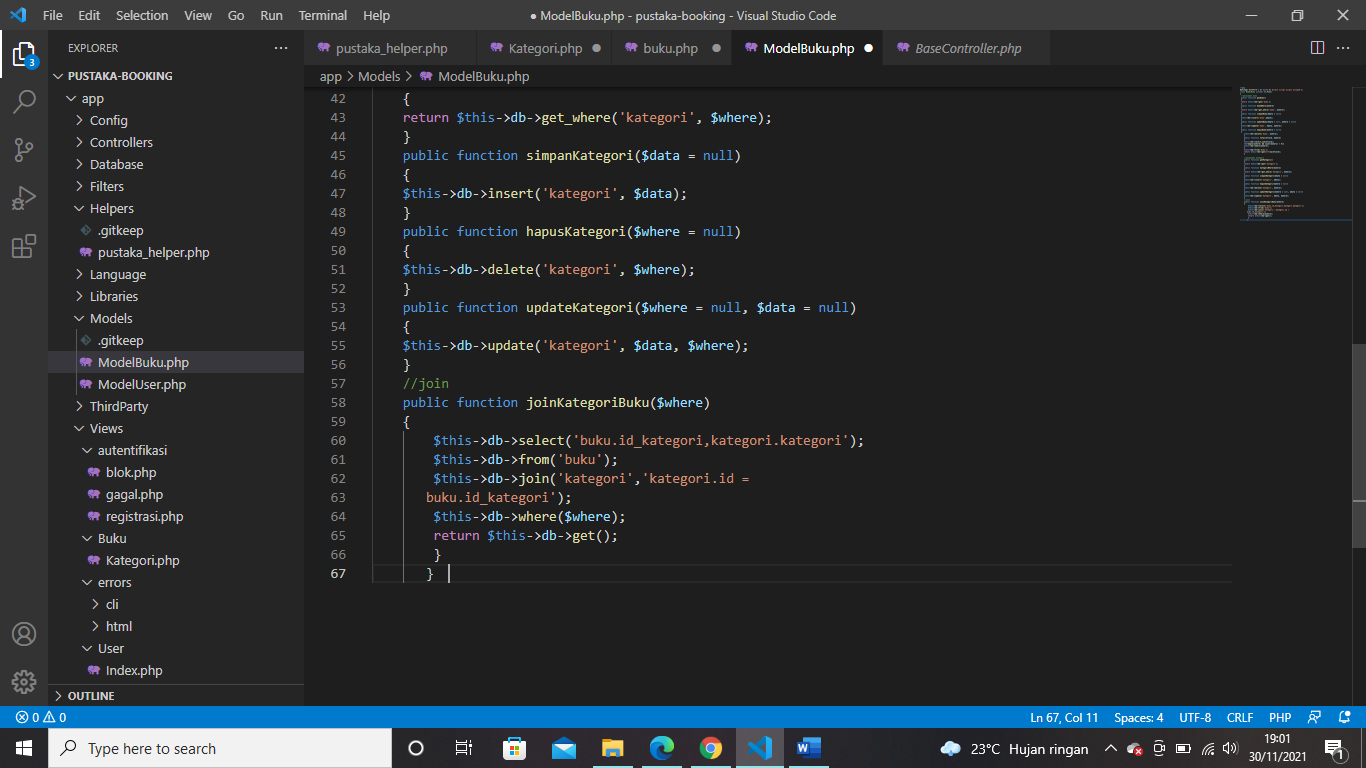 File Edit Selection View Go Run Terminal Help
● ModelBuku.php - pustaka-booking - Visual Studio Code
EXPLORER
pustaka_helper.php Kategori.php buku.php ModelBuku.php BaseController.php
app > Models > ModelBuku.php
3
PUSTAKA-BOOKING
app
Config
Controllers
Database
Filters
Helpers
.gitkeep
pustaka_helper.php
Language
Libraries
Models
.gitkeep
ModelBuku.php
ModelUser.php
ThirdParty
Views
autentifikasi
blok.php
gagal.php
registrasi.php
Buku
Kategori.php
errors
cli
html
User
Index.php
OUTLINE
42 {
43 return $this->db->get_where('kategori', $where);
44 }
45 public function simpanKategori($data = null)
46 {
47 $this->db->insert('kategori', $data);
48 }
49 public function hapusKategori($where = null)
50 {
51 $this->db->delete('kategori', $where);
52 }
53 public function updateKategori($where = null, $data = null)
54 {
55 $this->db->update('kategori', $data, $where);
56 }
57 //join
58 public function joinKategoriBuku($where)
59 {
60 $this->db->select('buku.id_kategori,kategori.kategori');
61 $this->db->from('buku');
62 $this->db->join('kategori','kategori.id =
63 buku.id_kategori');
64 $this->db->where($where);
65 return $this->db->get();
66 }
67 }
0 0
Ln 67, Col 11 Spaces: 4 UTF-8 CRLF PHP
Type here to search
23°C Hujan ringan
19:01
30/11/2021
1